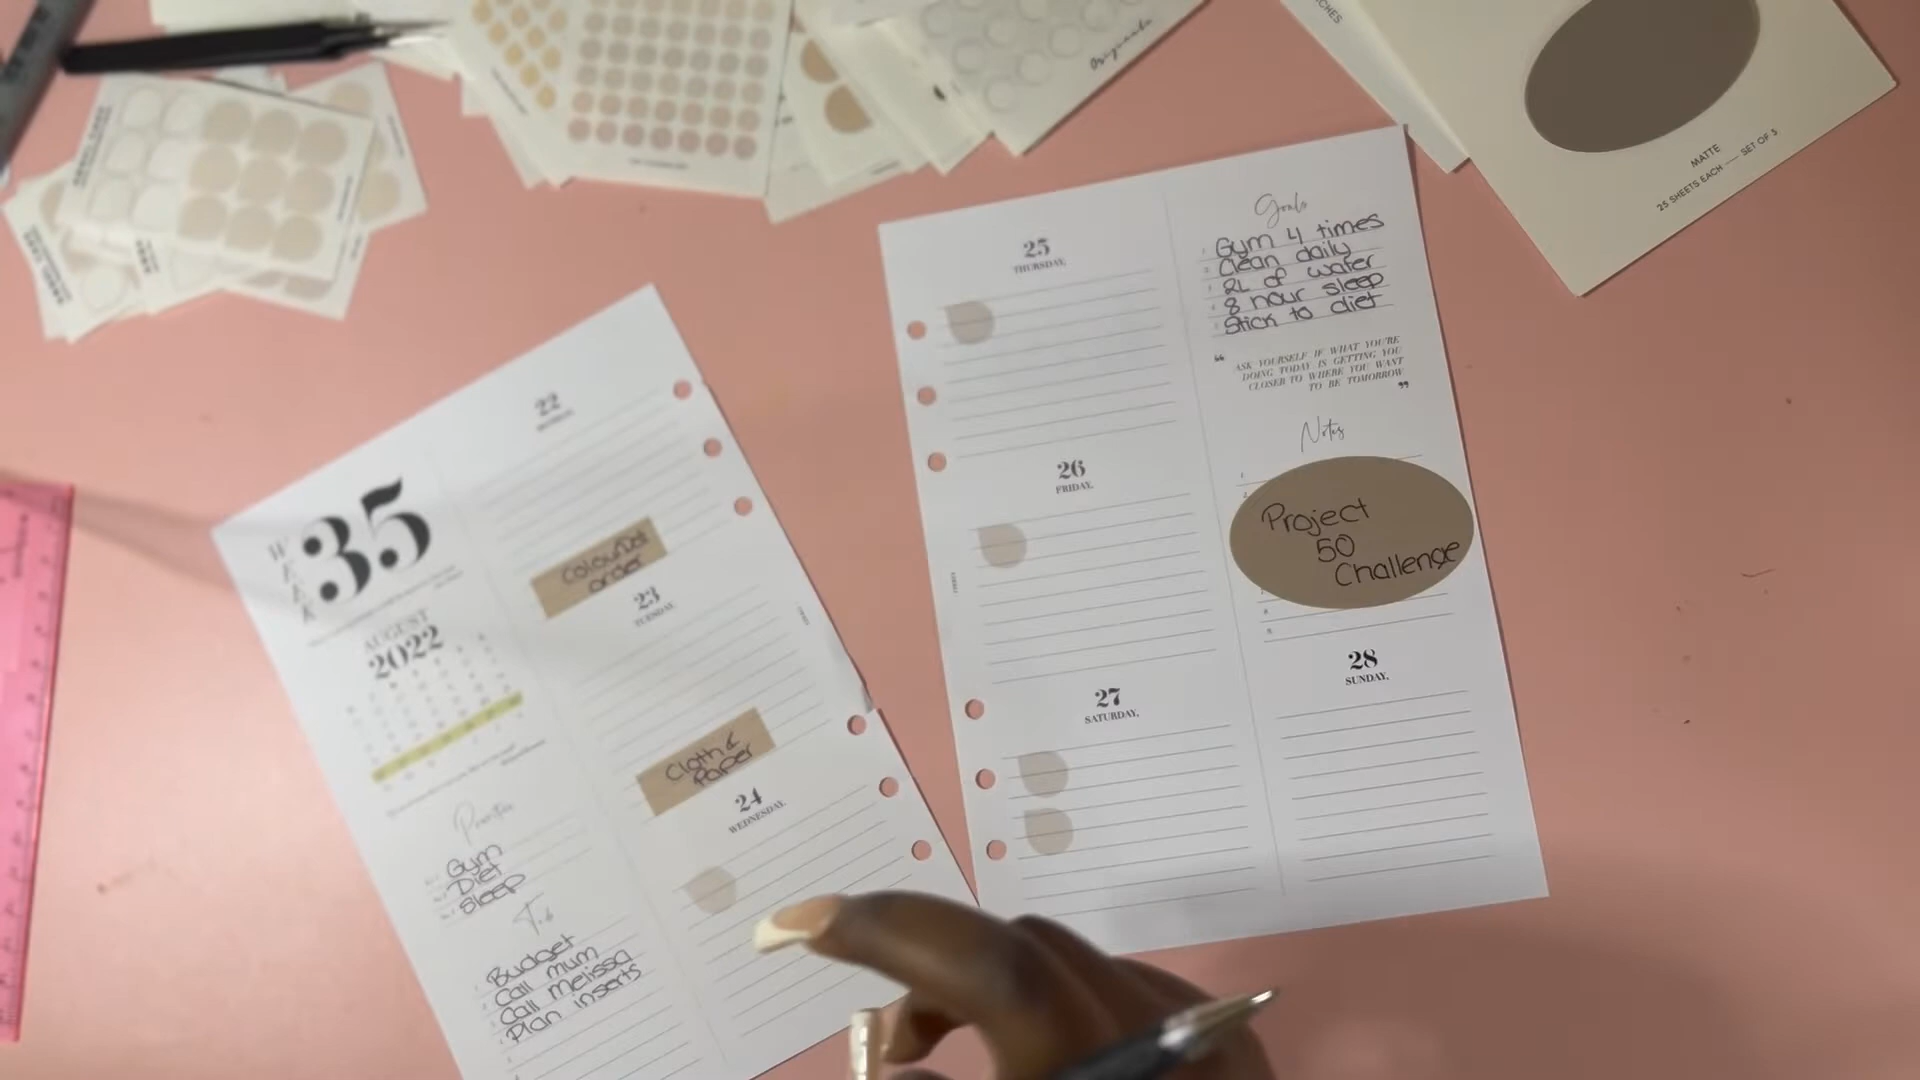 WEEK
35
AUGUST
2022
Priorities
Gym
Diet
Sleep
Budget
Call mum
Call melissa
Plan inserts
22
MONDAY.
order
23
TUESDAY.
Cloth &
Paper
24
WEDNESDAY.
25
THURSDAY.
26
FRIDAY.
27
SATURDAY.
Goals
Gym 4 times
Clean daily
2L of water
8 hour sleep
Stick to diet
“ ASK YOURSELF IF WHAT YOU'RE
DOING TODAY IS GETTING YOU
CLOSER TO WHERE YOU WANT
TO BE TOMORROW ”
Notes
Project
50
Challenge
28
SUNDAY.
MATTE
25 SHEETS EACH — SET OF 5